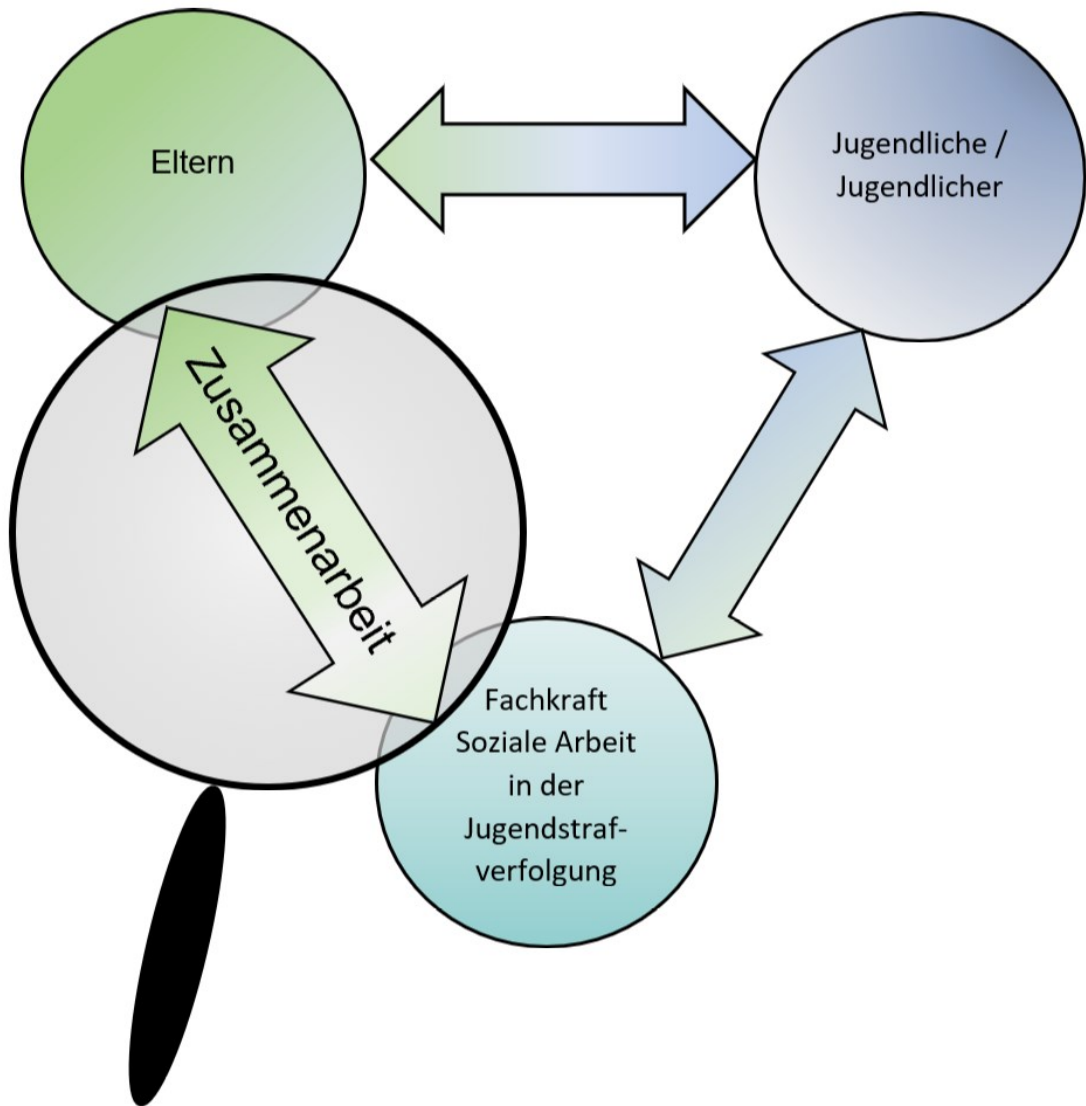 Eltern
Jugendliche /
Jugendlicher
Zusammenarbeit
Fachkraft
Soziale Arbeit
in der
Jugendstraf-
verfolgung